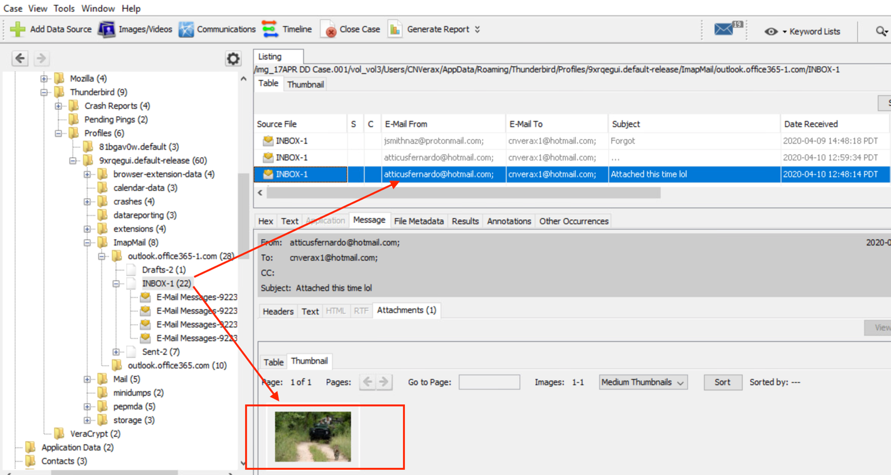 Case View Tools Window Help
Add Data Source Images/Videos Communications Timeline Close Case Generate Report 19 Keyword Lists
Listing
/img_17APR DD Case.001/vol_vol3/Users/CNVerax/AppData/Roaming/Thunderbird/Profiles/9xrqegui.default-release/ImapMail/outlook.office365-1.com/INBOX-1
Table Thumbnail
Source File S C E-Mail From E-Mail To Subject Date Received
INBOX-1 jsmithnaz@protonmail.com; cnverax1@hotmail.com; Forgot 2020-04-09 14:48:18 PDT
INBOX-1 atticusfernardo@hotmail.com; cnverax1@hotmail.com; ... 2020-04-10 12:59:34 PDT
INBOX-1 atticusfernardo@hotmail.com; cnverax1@hotmail.com; Attached this time lol 2020-04-10 12:48:14 PDT
Hex Text Application Message File Metadata Results Annotations Other Occurrences
From: atticusfernardo@hotmail.com; 2020-0
To: cnverax1@hotmail.com;
CC:
Subject: Attached this time lol
Headers Text HTML RTF Attachments (1)
View
Table Thumbnail
Page: 1 of 1 Pages: Go to Page: Images: 1-1 Medium Thumbnails Sort Sorted by: ---
Mozilla (4)
Thunderbird (9)
Crash Reports (4)
Pending Pings (2)
Profiles (6)
81bgav0w.default (3)
9xrqegui.default-release (60)
browser-extension-data (4)
calendar-data (3)
crashes (4)
datareporting (3)
extensions (4)
ImapMail (8)
outlook.office365-1.com (28)
Drafts-2 (1)
INBOX-1 (22)
E-Mail Messages-9223
E-Mail Messages-9223
E-Mail Messages-9223
E-Mail Messages-9223
Sent-2 (7)
outlook.office365.com (10)
Mail (5)
minidumps (2)
pepmda (5)
storage (3)
VeraCrypt (2)
Application Data (2)
Contacts (3)